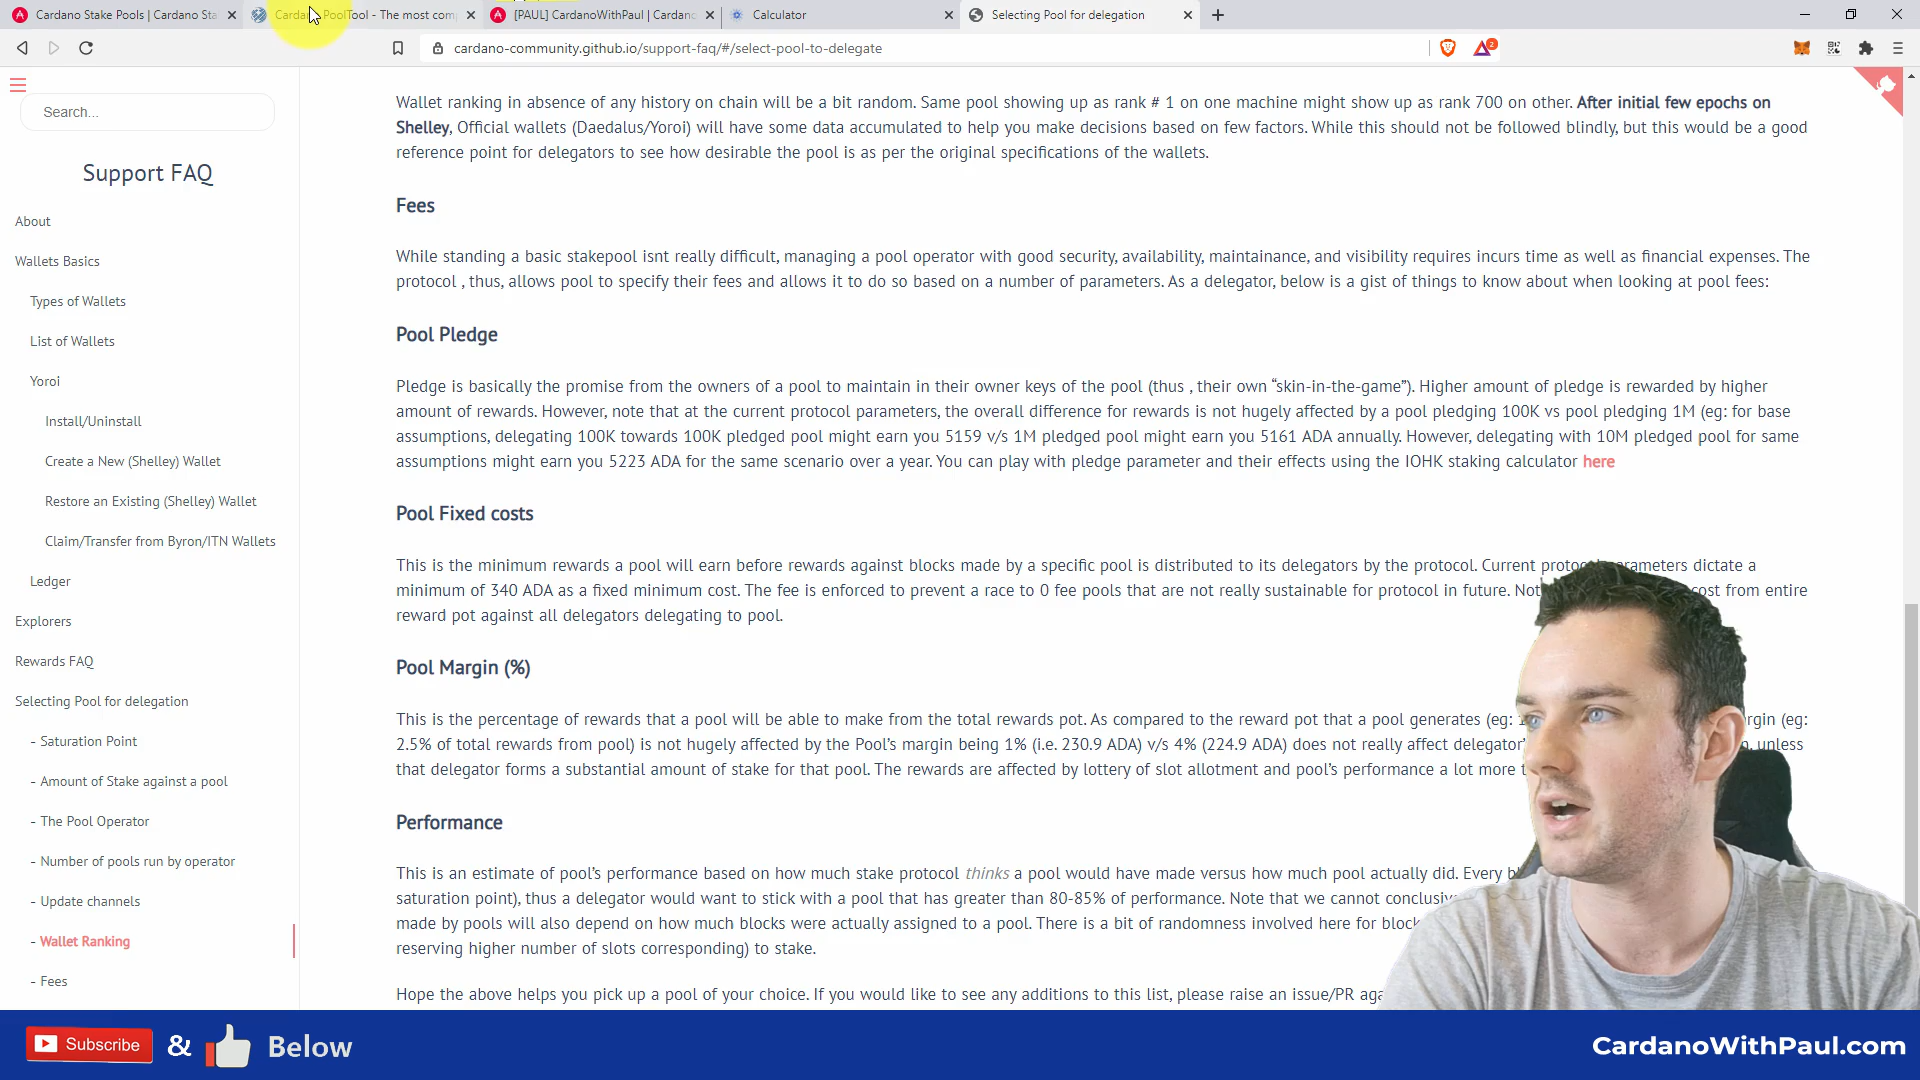 Cardano Stake Pools | Cardano Sta
Cardano PoolTool - The most com
[PAUL] CardanoWithPaul | Cardano
Calculator
Selecting Pool for delegation
cardano-community.github.io/support-faq/#/select-pool-to-delegate
2
Search...
Support FAQ
About
Wallets Basics
Types of Wallets
List of Wallets
Yoroi
Install/Uninstall
Create a New (Shelley) Wallet
Restore an Existing (Shelley) Wallet
Claim/Transfer from Byron/ITN Wallets
Ledger
Explorers
Rewards FAQ
Selecting Pool for delegation
- Saturation Point
- Amount of Stake against a pool
- The Pool Operator
- Number of pools run by operator
- Update channels
- Wallet Ranking
- Fees
Wallet ranking in absence of any history on chain will be a bit random. Same pool showing up as rank # 1 on one machine might show up as rank 700 on other. After initial few epochs on
Shelley, Official wallets (Daedalus/Yoroi) will have some data accumulated to help you make decisions based on few factors. While this should not be followed blindly, but this would be a good
reference point for delegators to see how desirable the pool is as per the original specifications of the wallets.
Fees
While standing a basic stakepool isnt really difficult, managing a pool operator with good security, availability, maintainance, and visibility requires incurs time as well as financial expenses. The
protocol , thus, allows pool to specify their fees and allows it to do so based on a number of parameters. As a delegator, below is a gist of things to know about when looking at pool fees:
Pool Pledge
Pledge is basically the promise from the owners of a pool to maintain in their owner keys of the pool (thus , their own “skin-in-the-game”). Higher amount of pledge is rewarded by higher
amount of rewards. However, note that at the current protocol parameters, the overall difference for rewards is not hugely affected by a pool pledging 100K vs pool pledging 1M (eg: for base
assumptions, delegating 100K towards 100K pledged pool might earn you 5159 v/s 1M pledged pool might earn you 5161 ADA annually. However, delegating with 10M pledged pool for same
assumptions might earn you 5223 ADA for the same scenario over a year. You can play with pledge parameter and their effects using the IOHK staking calculator here
Pool Fixed costs
This is the minimum rewards a pool will earn before rewards against blocks made by a specific pool is distributed to its delegators by the protocol. Current protocol parameters dictate a
minimum of 340 ADA as a fixed minimum cost. The fee is enforced to prevent a race to 0 fee pools that are not really sustainable for protocol in future. Not cost from entire
reward pot against all delegators delegating to pool.
Pool Margin (%)
This is the percentage of rewards that a pool will be able to make from the total rewards pot. As compared to the reward pot that a pool generates (eg: (eg:
2.5% of total rewards from pool) is not hugely affected by the Pool’s margin being 1% (i.e. 230.9 ADA) v/s 4% (224.9 ADA) does not really affect unless
that delegator forms a substantial amount of stake for that pool. The rewards are affected by lottery of slot allotment and pool’s performance a lot more
Performance
This is an estimate of pool’s performance based on how much stake protocol thinks a pool would have made versus how much pool actually did. Every
saturation point), thus a delegator would want to stick with a pool that has greater than 80-85% of performance. Note that we cannot
made by pools will also depend on how much blocks were actually assigned to a pool. There is a bit of randomness involved here for
reserving higher number of slots corresponding) to stake.
Hope the above helps you pick up a pool of your choice. If you would like to see any additions to this list, please raise an issue/PR
Subscribe & Below
CardanoWithPaul.com